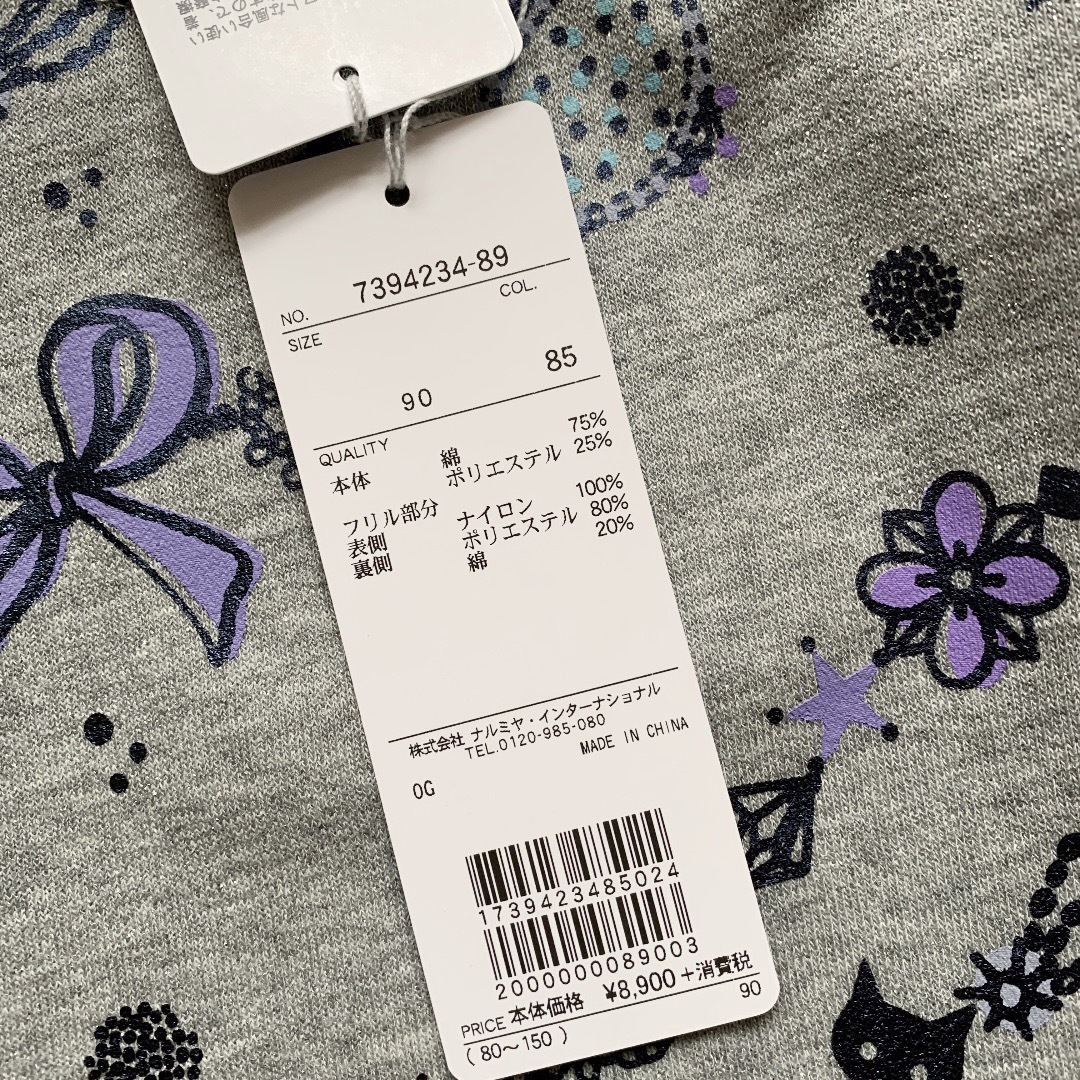 NO. 7394234-89
SIZE COL.
90 85
QUALITY
本体 綿 75%
ポリエステル 25%
フリル部分
表側 ナイロン 100%
裏側 ポリエステル 80%
綿 20%
株式会社 ナルミヤ・インターナショナル
TEL.0120-985-080
MADE IN CHINA
OG
1739423485024
2000000089003
PRICE 本体価格 ¥8,900+消費税
(80～150) 90